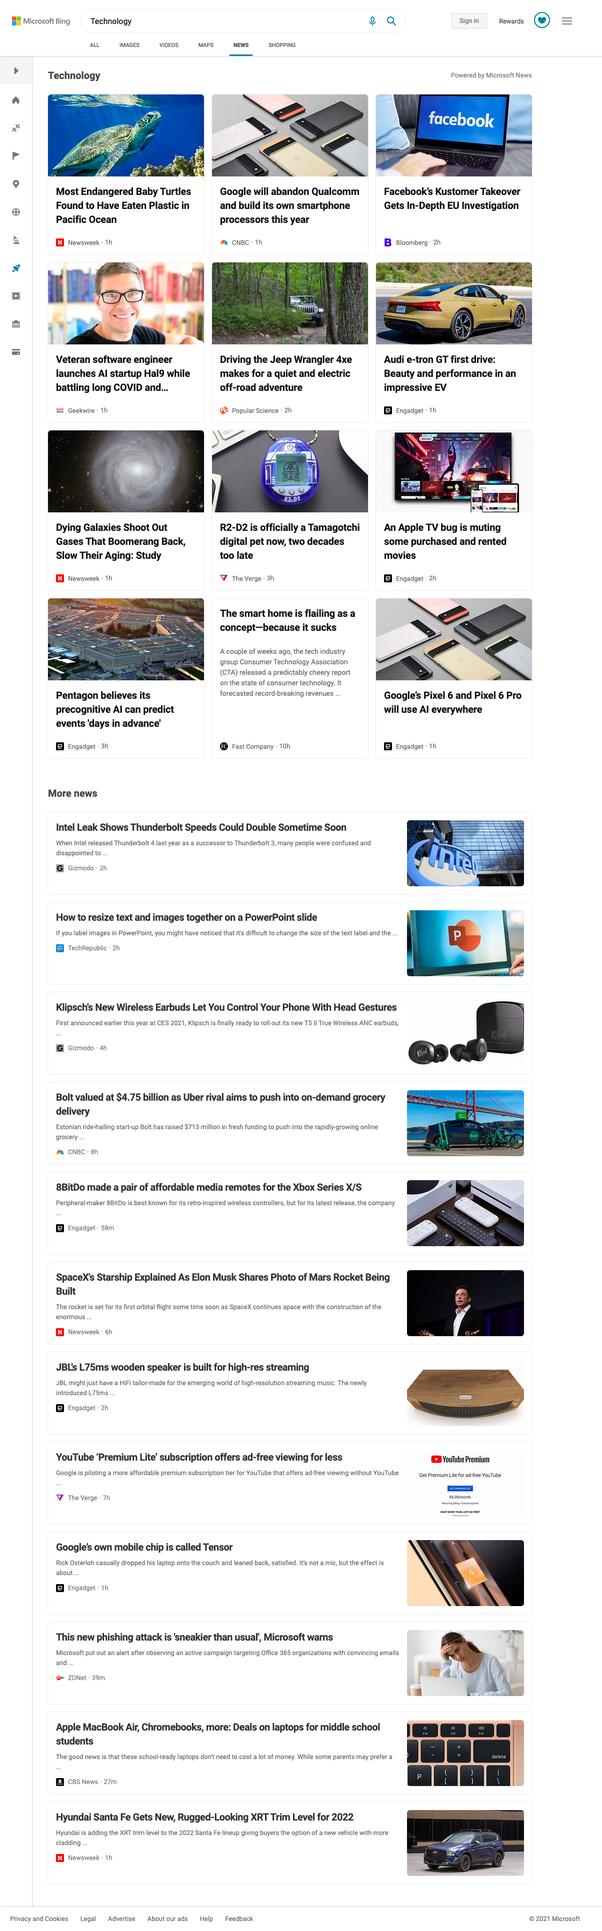 Microsoft Bing
Technology
Sign in
Rewards
ALL
IMAGES
VIDEOS
MAPS
NEWS
SHOPPING
Technology
Powered by Microsoft News
facebook
Most Endangered Baby Turtles
Found to Have Eaten Plastic in
Pacific Ocean
Newsweek · 1h
Google will abandon Qualcomm
and build its own smartphone
processors this year
CNBC · 1h
Facebook's Kustomer Takeover
Gets In-Depth EU Investigation
Bloomberg · 2h
Veteran software engineer
launches AI startup Hal9 while
battling long COVID and...
Geekwire · 1h
Driving the Jeep Wrangler 4xe
makes for a quiet and electric
off-road adventure
Popular Science · 2h
Audi e-tron GT first drive:
Beauty and performance in an
impressive EV
Engadget · 1h
R2-D2
Dying Galaxies Shoot Out
Gases That Boomerang Back,
Slow Their Aging: Study
Newsweek · 1h
R2-D2 is officially a Tamagotchi
digital pet now, two decades
too late
The Verge · 3h
An Apple TV bug is muting
some purchased and rented
movies
Engadget · 2h
Pentagon believes its
precognitive AI can predict
events 'days in advance'
Engadget · 3h
The smart home is flailing as a
concept—because it sucks
A couple of weeks ago, the tech industry
group Consumer Technology Association
(CTA) released a predictably cheery report
on the state of consumer technology. It
forecasted record-breaking revenues ...
Fast Company · 10h
Google's Pixel 6 and Pixel 6 Pro
will use AI everywhere
Engadget · 1h
More news
Intel Leak Shows Thunderbolt Speeds Could Double Sometime Soon
When Intel released Thunderbolt 4 last year as a successor to Thunderbolt 3, many people were confused and
disappointed to ...
Gizmodo · 2h
intel
How to resize text and images together on a PowerPoint slide
If you label images in PowerPoint, you might have noticed that it's difficult to change the size of the text label and the ...
TechRepublic · 2h
P
Klipsch's New Wireless Earbuds Let You Control Your Phone With Head Gestures
First announced earlier this year at CES 2021, Klipsch is finally ready to roll out its new T5 II True Wireless ANC earbuds,
...
Gizmodo · 4h
Bolt valued at $4.75 billion as Uber rival aims to push into on-demand grocery
delivery
Estonian ride-hailing start-up Bolt has raised $713 million in fresh funding to push into the rapidly-growing online
grocery ...
CNBC · 8h
8BitDo made a pair of affordable media remotes for the Xbox Series X/S
Peripheral-maker 8BitDo is best known for its retro-inspired wireless controllers, but for its latest release, the company
...
Engadget · 58m
SpaceX's Starship Explained As Elon Musk Shares Photo of Mars Rocket Being
Built
The rocket is set for its first orbital flight some time soon as SpaceX continues apace with the construction of the
enormous ...
Newsweek · 6h
JBL's L75ms wooden speaker is built for high-res streaming
JBL might just have a HiFi tailor-made for the emerging world of high-resolution streaming music. The newly
introduced L75ms ...
Engadget · 2h
YouTube 'Premium Lite' subscription offers ad-free viewing for less
Google is piloting a more affordable premium subscription tier for YouTube that offers ad-free viewing without YouTube
...
The Verge · 7h
YouTube Premium
Get Premium Lite for ad-free YouTube
Google's own mobile chip is called Tensor
Rick Osterloh casually dropped his laptop onto the couch and leaned back, satisfied. It's not a mic, but the effect is
about ...
Engadget · 1h
This new phishing attack is 'sneakier than usual', Microsoft warns
Microsoft put out an alert after observing an active campaign targeting Office 365 organizations with convincing emails
and ...
ZDNet · 39m
Apple MacBook Air, Chromebooks, more: Deals on laptops for middle school
students
The good news is that these school-ready laptops don't need to cost a lot of money. While some parents may prefer a
...
CBS News · 27m
delete
P
Hyundai Santa Fe Gets New, Rugged-Looking XRT Trim Level for 2022
Hyundai is adding the XRT trim level to the 2022 Santa Fe lineup giving buyers the option of a new vehicle with more
cladding ...
Newsweek · 1h
Privacy and Cookies
Legal
Advertise
About our ads
Help
Feedback
© 2021 Microsoft